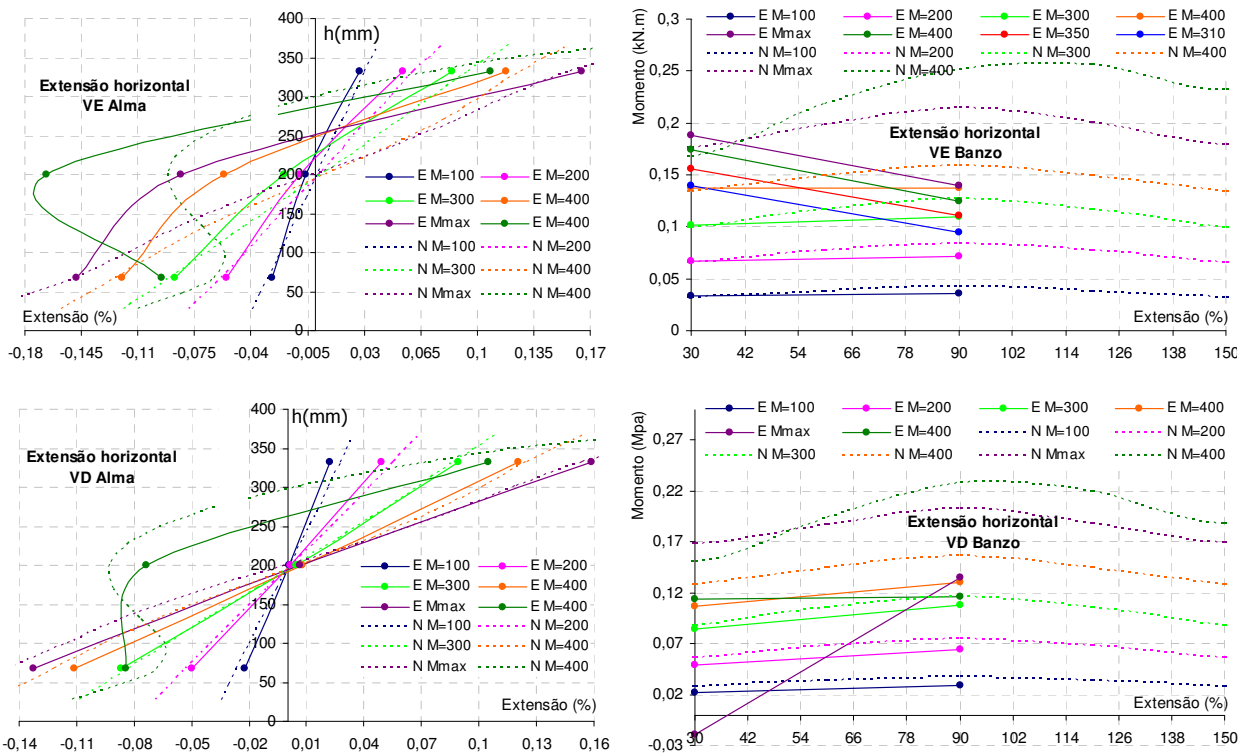 400
350
300
250
200
150
100
50
0
h(mm)
Extensão horizontal
VE Alma
E M=100
E M=200
E M=300
E M=400
E Mmax
E M=400
N M=100
N M=200
N M=300
N M=400
N Mmax
N M=400
Extensão (%)
-0,18
-0,145
-0,11
-0,075
-0,04
-0,005
0,03
0,065
0,1
0,135
0,17
Momento (kN.m)
0,3
0,25
0,2
0,15
0,1
0,05
0
E M=100
E M=200
E M=300
E M=400
E Mmax
E M=400
E M=350
E M=310
N M=100
N M=200
N M=300
N M=400
N Mmax
N M=400
Extensão horizontal
VE Banzo
Extensão (%)
30
42
54
66
78
90
102
114
126
138
150
400
350
300
250
200
150
100
50
0
h(mm)
Extensão horizontal
VD Alma
E M=100
E M=200
E M=300
E M=400
E Mmax
E M=400
N M=100
N M=200
N M=300
N M=400
N Mmax
N M=400
Extensão (%)
-0,14
-0,11
-0,08
-0,05
-0,02
0,01
0,04
0,07
0,1
0,13
0,16
Momento (Mpa)
0,27
0,22
0,17
0,12
0,07
0,02
-0,03
E M=100
E M=200
E M=300
E M=400
E Mmax
E M=400
N M=100
N M=200
N M=300
N M=400
N Mmax
N M=400
Extensão horizontal
VD Banzo
Extensão (%)
30
42
54
66
78
90
102
114
126
138
150